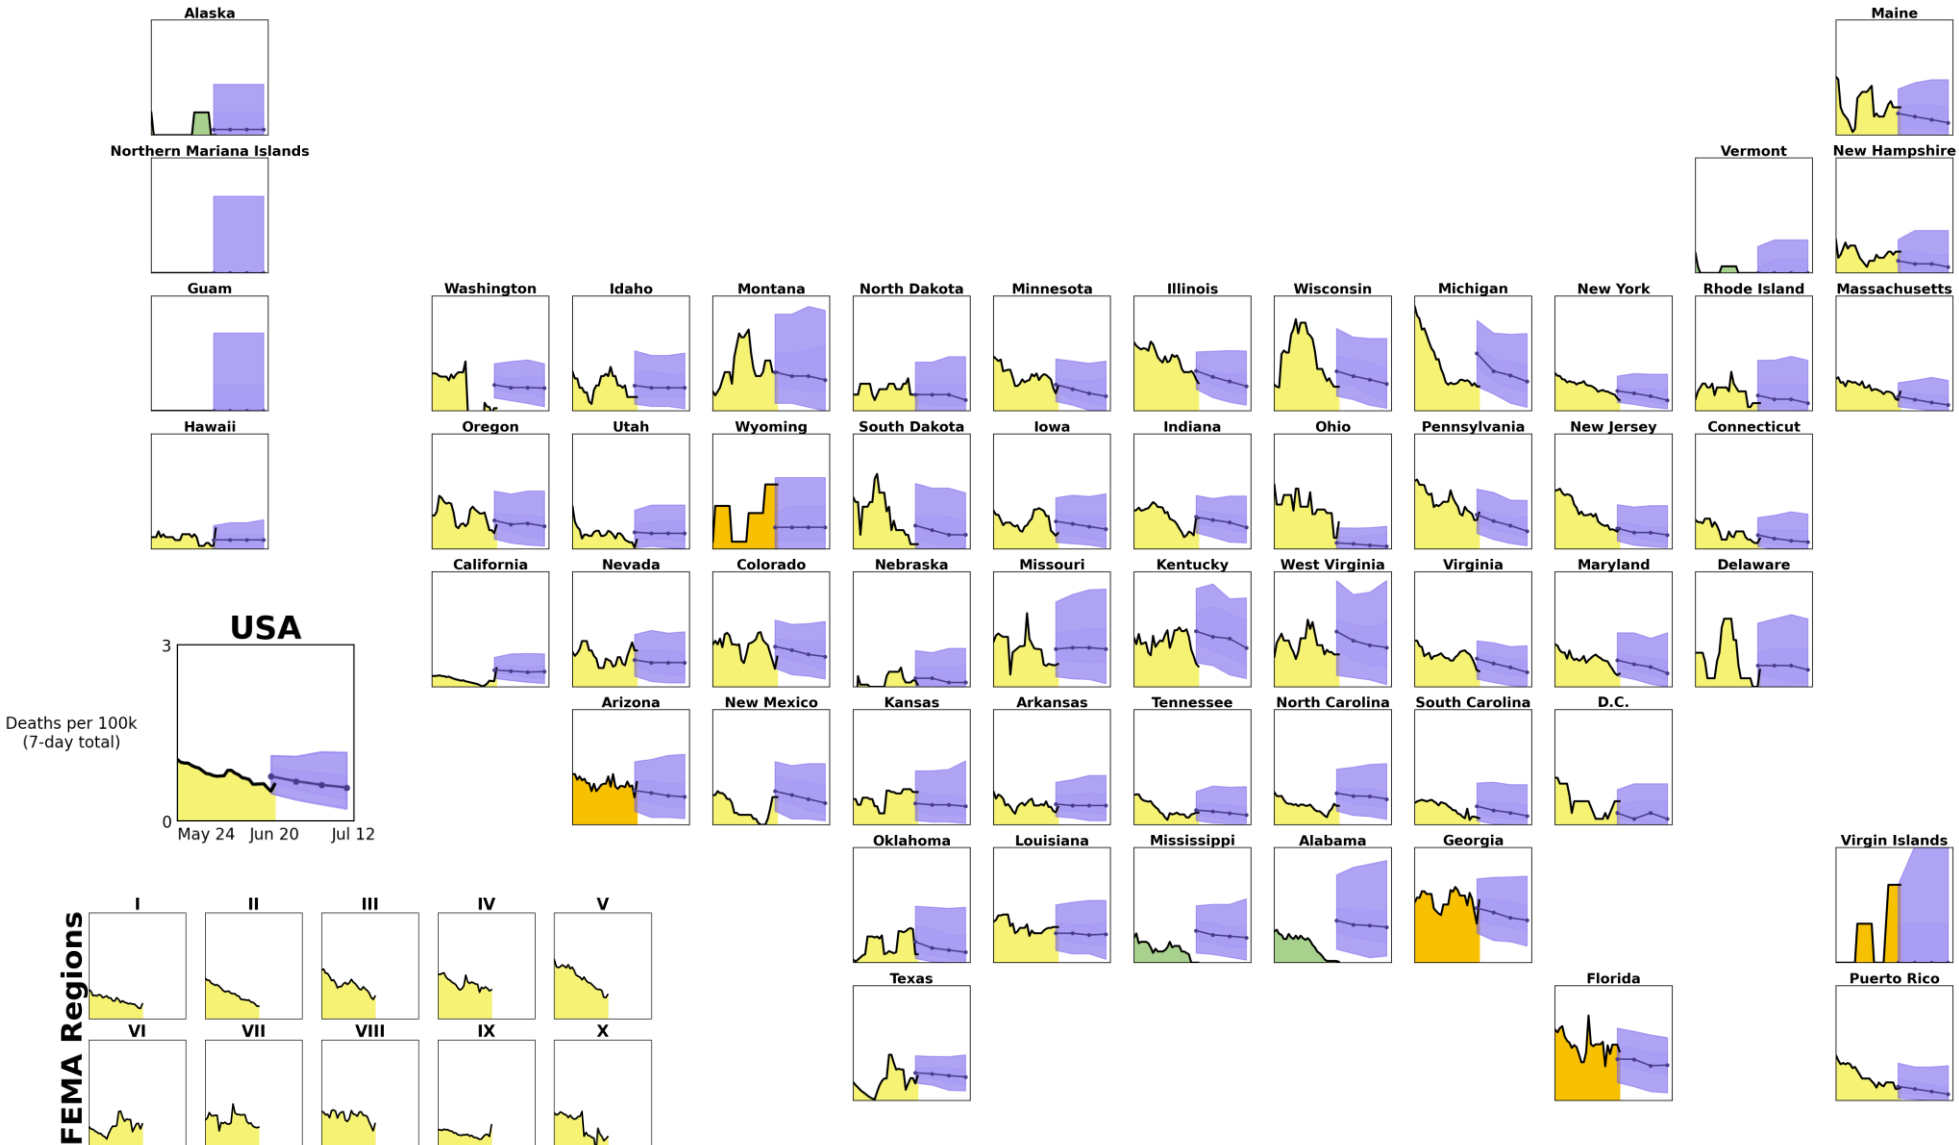 Alaska
Maine
Northern Mariana Islands
Vermont
New Hampshire
Guam
Washington
Idaho
Montana
North Dakota
Minnesota
Illinois
Wisconsin
Michigan
New York
Rhode Island
Massachusetts
Hawaii
Oregon
Utah
Wyoming
South Dakota
Iowa
Indiana
Ohio
Pennsylvania
New Jersey
Connecticut
California
Nevada
Colorado
Nebraska
Missouri
Kentucky
West Virginia
Virginia
Maryland
Delaware
USA
3
Deaths per 100k
(7-day total)
0
May 24
Jun 20
Jul 12
Arizona
New Mexico
Kansas
Arkansas
Tennessee
North Carolina
South Carolina
D.C.
Oklahoma
Louisiana
Mississippi
Alabama
Georgia
Virgin Islands
Texas
Florida
Puerto Rico
FEMA Regions
I
II
III
IV
V
VI
VII
VIII
IX
X